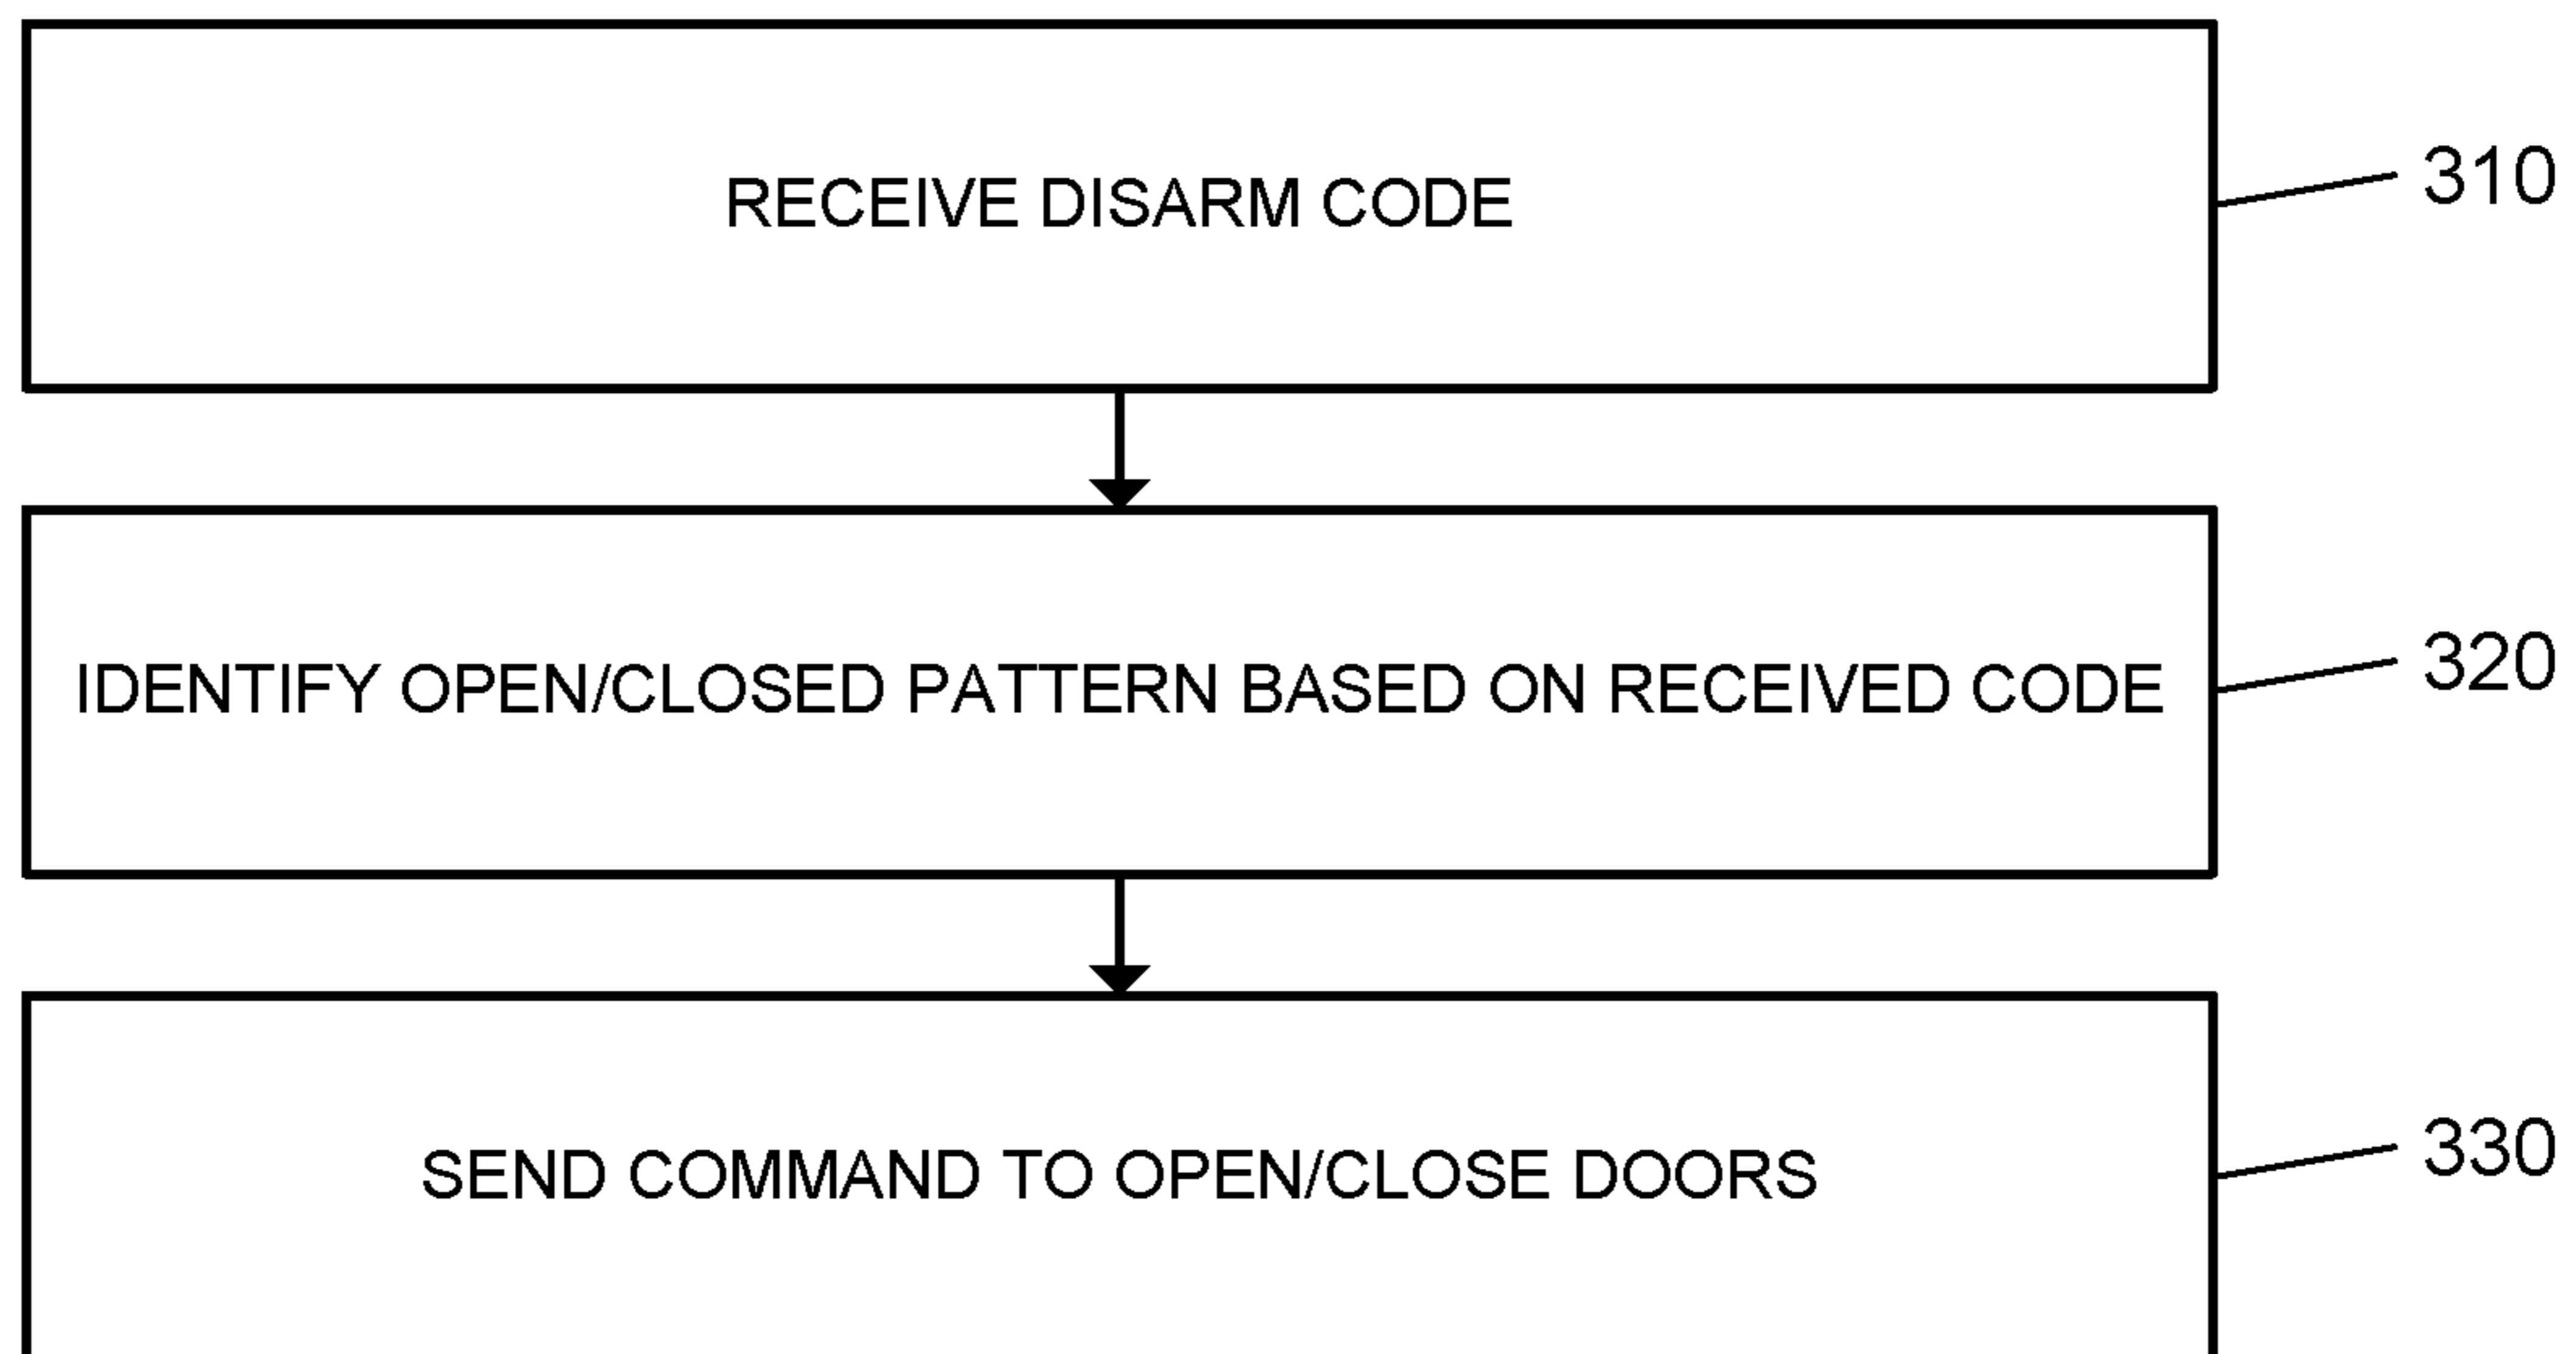 RECEIVE DISARM CODE
310
IDENTIFY OPEN/CLOSED PATTERN BASED ON RECEIVED CODE
320
SEND COMMAND TO OPEN/CLOSE DOORS
330